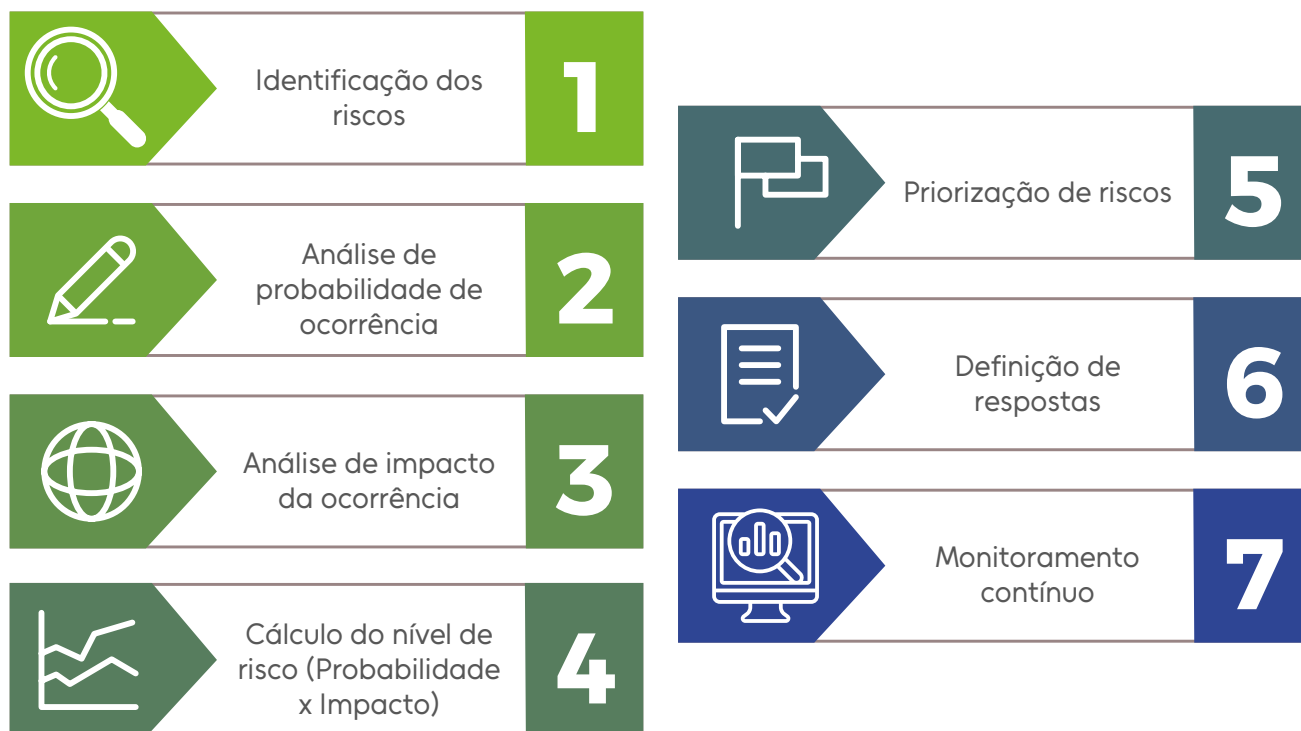 Identificação dos
riscos
1
Análise de
probabilidade de
ocorrência
2
Análise de impacto
da ocorrência
3
Cálculo do nível de
risco (Probabilidade
x Impacto)
4
Priorização de riscos
5
Definição de
respostas
6
Monitoramento
contínuo
7